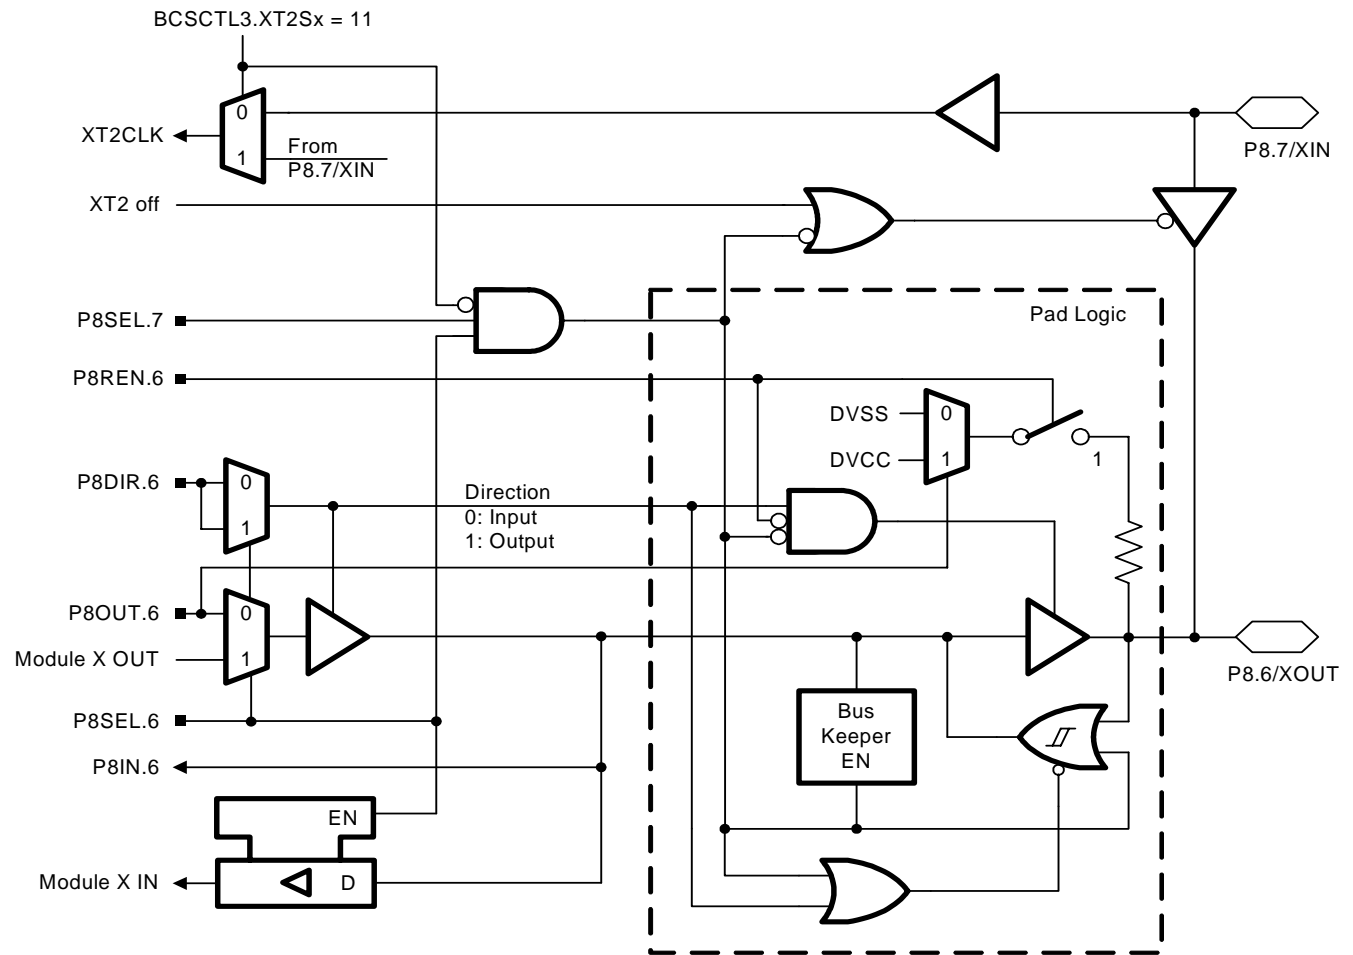 BCSCTL3.XT2Sx = 11
0
XT2CLK
1
From
P8.7/XIN
P8.7/XIN
XT2 off
P8SEL.7
Pad Logic
P8REN.6
DVSS
0
DVCC
1
1
P8DIR.6
0
1
Direction
0: Input
1: Output
P8OUT.6
0
Module X OUT
1
P8.6/XOUT
P8SEL.6
Bus
Keeper
EN
P8IN.6
EN
Module X IN
D